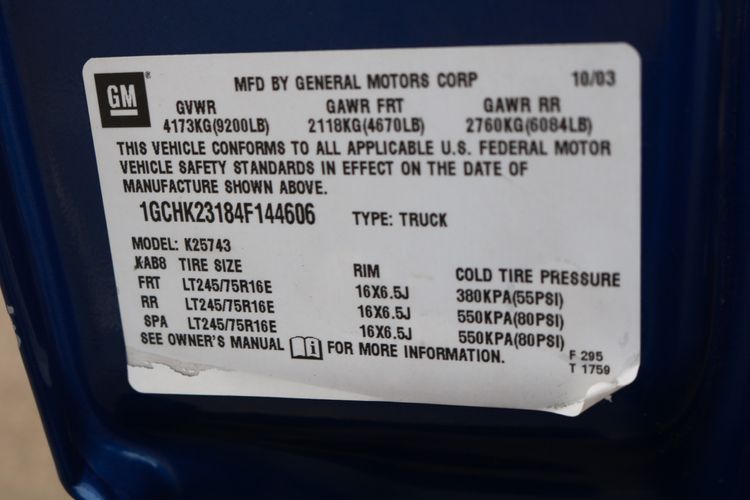 GM
MFD BY GENERAL MOTORS CORP 10/03
GVWR GAWR FRT GAWR RR
4173KG(9200LB) 2118KG(4670LB) 2760KG(6084LB)
THIS VEHICLE CONFORMS TO ALL APPLICABLE U.S. FEDERAL MOTOR
VEHICLE SAFETY STANDARDS IN EFFECT ON THE DATE OF
MANUFACTURE SHOWN ABOVE.
1GCHK23184F144606 TYPE: TRUCK
MODEL: K25743
XAB8 TIRE SIZE RIM COLD TIRE PRESSURE
FRT LT245/75R16E 16X6.5J 380KPA(55PSI)
RR LT245/75R16E 16X6.5J 550KPA(80PSI)
SPA LT245/75R16E 16X6.5J 550KPA(80PSI)
SEE OWNER'S MANUAL FOR MORE INFORMATION.
F 295
T 1759